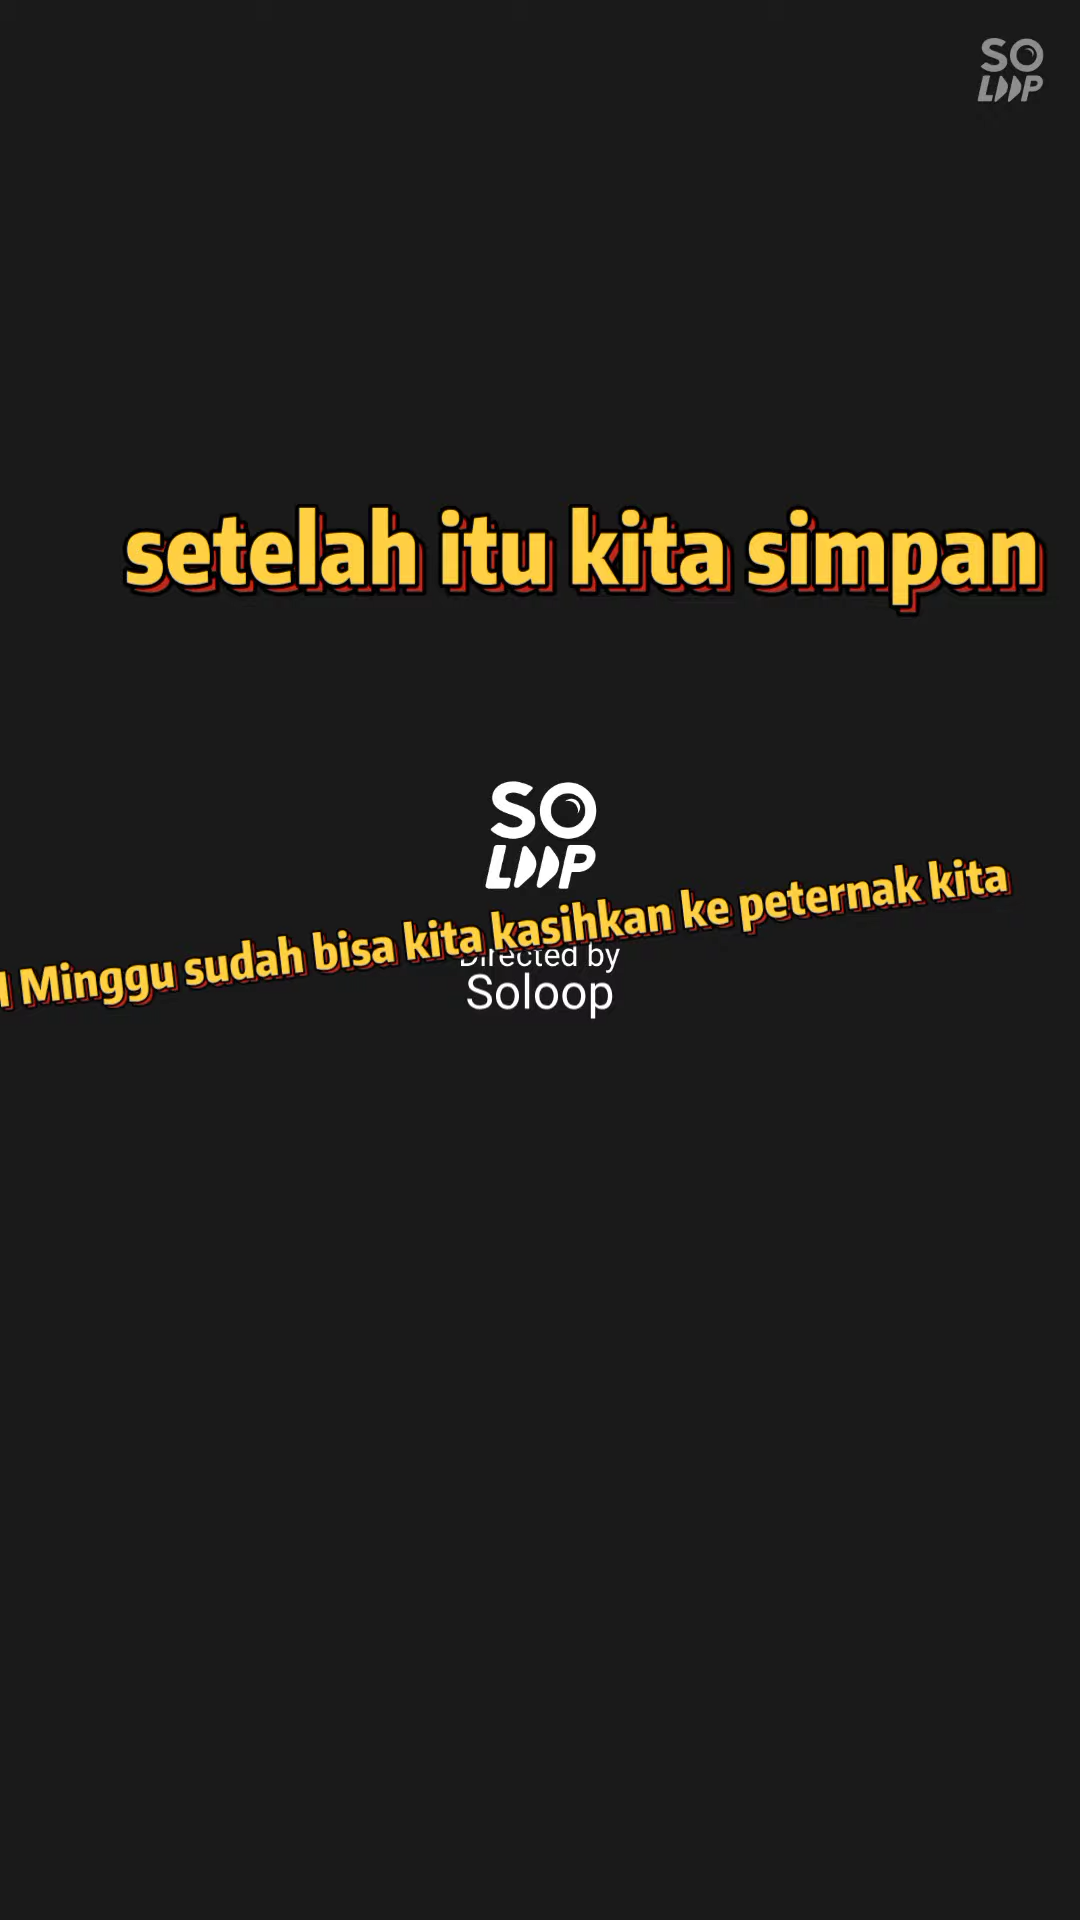 SO
LOOP
setelah itu kita simpan
SO
LOOP
Minggu sudah bisa kita kasihkan ke peternak kita
Directed by
Soloop